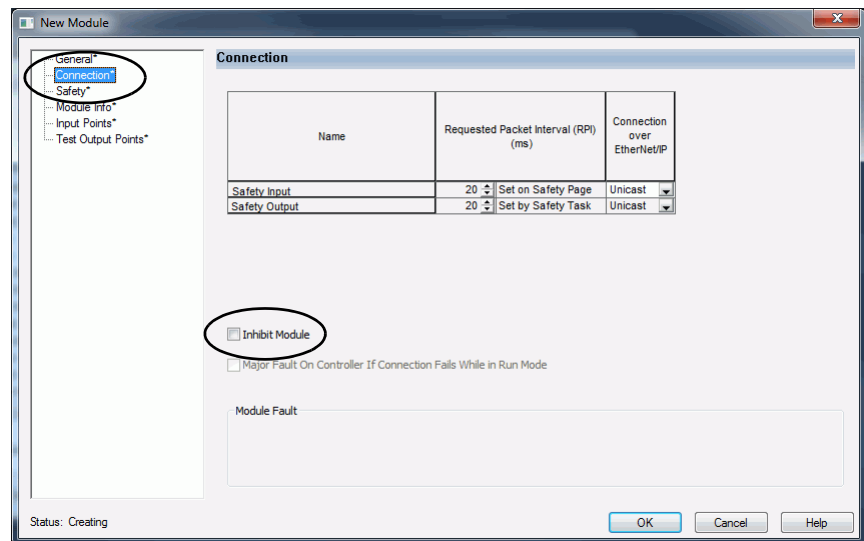 New Module
General*
Connection*
Safety*
Module Info*
Input Points*
Test Output Points*
Connection
Name
Requested Packet Interval (RPI)
(ms)
Connection
over
EtherNet/IP
Safety Input 20 Set on Safety Page Unicast
Safety Output 20 Set by Safety Task Unicast
Inhibit Module
Major Fault On Controller If Connection Fails While in Run Mode
Module Fault
Status: Creating
OK Cancel Help